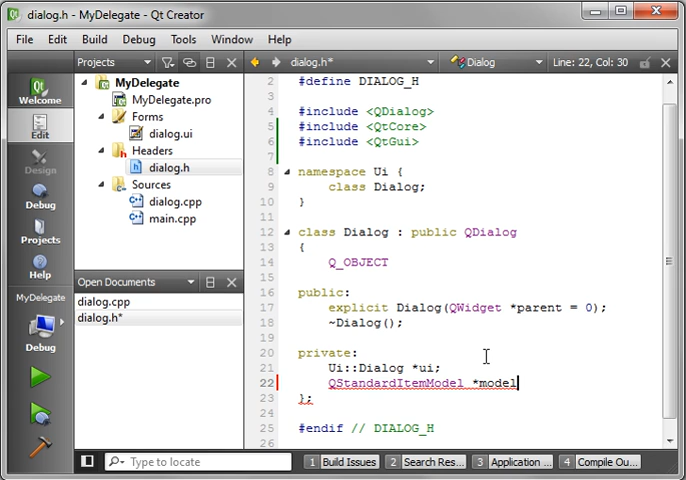 dialog.h - MyDelegate - Qt Creator
File Edit Build Debug Tools Window Help
Projects dialog.h* Dialog Line: 22, Col: 30
Welcome
Edit
Design
Debug
Projects
Help
MyDelegate
Debug
MyDelegate
MyDelegate.pro
Forms
dialog.ui
Headers
dialog.h
Sources
dialog.cpp
main.cpp
Open Documents
dialog.cpp
dialog.h*
2 #define DIALOG_H
3
4 #include <QDialog>
5 #include <QtCore>
6 #include <QtGui>
7
8 namespace Ui {
9 class Dialog;
10 }
11
12 class Dialog : public QDialog
13 {
14 Q_OBJECT
15
16 public:
17 explicit Dialog(QWidget *parent = 0);
18 ~Dialog();
19
20 private:
21 Ui::Dialog *ui;
22 QStandardItemModel *model
23 };
24
25 #endif // DIALOG_H
26
Type to locate 1 Build Issues 2 Search Res... 3 Application ... 4 Compile Ou...